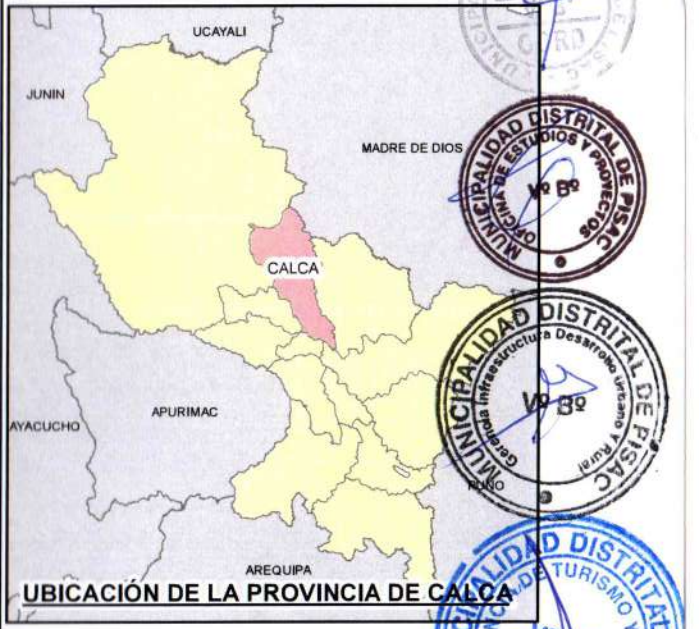 UCAYALI
JUNIN
MADRE DE DIOS
CALCA
APURIMAC
AYACUCHO
PUNO
AREQUIPA
UBICACIÓN DE LA PROVINCIA DE CALCA
OGRD
MUNICIPALIDAD DISTRITAL DE PISAC
OFICINA DE ESTUDIOS Y PROYECTOS
Vº Bº
MUNICIPALIDAD DISTRITAL DE PISAC
Gerencia Infraestructura Desarrollo Urbano Y Rural
Vº Bº
DISTRITAL
DE TURISMO